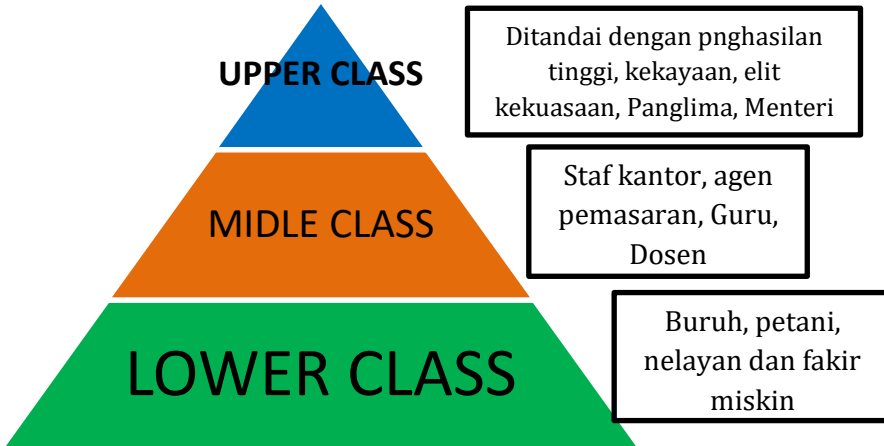 UPPER CLASS
Ditandai dengan pnghasilan
tinggi, kekayaan, elit
kekuasaan, Panglima, Menteri
MIDLE CLASS
Staf kantor, agen
pemasaran, Guru,
Dosen
LOWER CLASS
Buruh, petani,
nelayan dan fakir
miskin